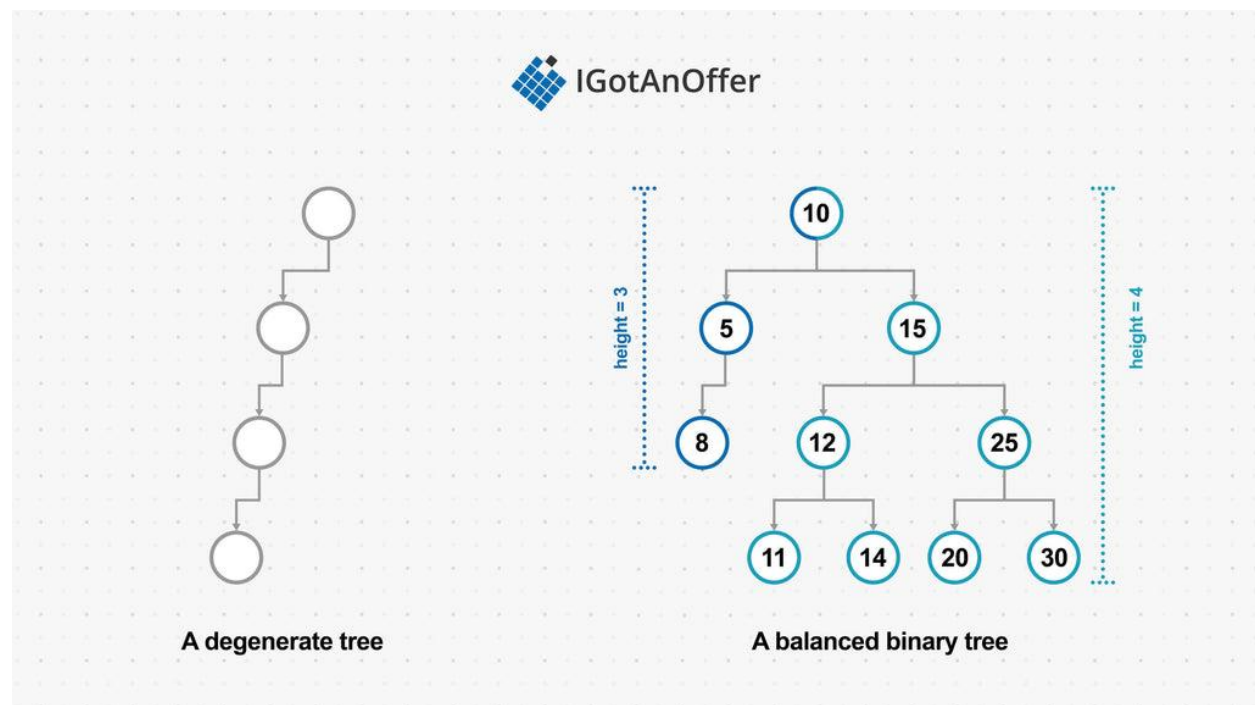 IGotAnOffer
10
height = 3
height = 4
5
15
8
12
25
11
14
20
30
A degenerate tree
A balanced binary tree